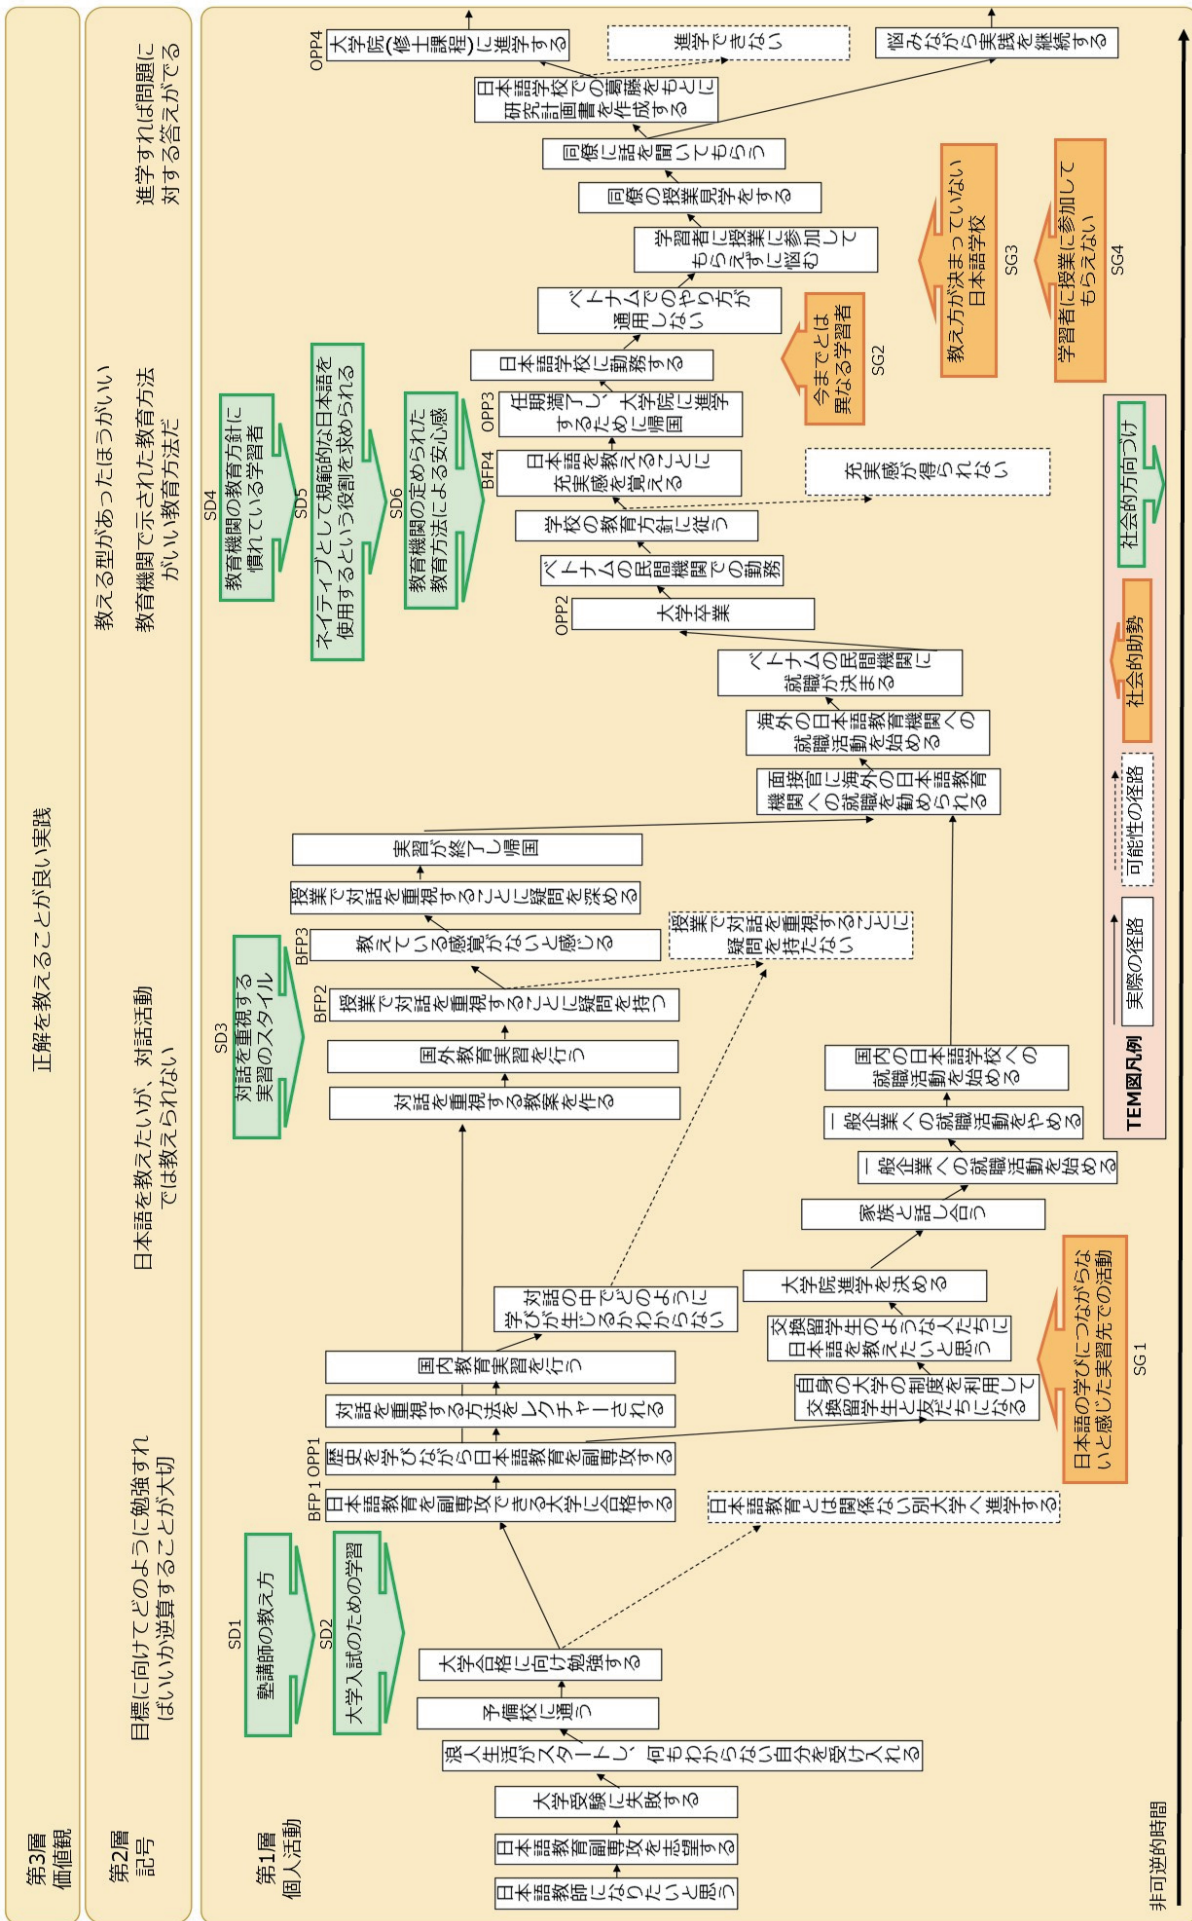 第3層
価値観
正解を教えることが良い実践
第2層
記号
目標に向けてどのように勉強すれ
ばいいか逆算することが大切
日本語を教えたいが、対話活動
では教えられない
教える型があったほうがいい
教育機関で示された教育方法
がいい教育方法だ
進学すれば問題に
対する答えがでる
第1層
個人活動
SD1
塾講師の教え方
SD2
大学入試のための学習
SD3
対話を重視する
実習のスタイル
SD4
教育機関の教育方針に
慣れている学習者
SD5
ネイティブとして規範的な日本語を
使用するという役割を求められる
SD6
教育機関の定められた
教育方法による安心感
日本語教師になりたいと思う
日本語教育副専攻を志望する
大学受験に失敗する
浪人生活がスタートし、何もわからない自分を受け入れる
予備校に通う
大学合格に向け勉強する
BFP1
日本語教育を副専攻できる大学に合格する
日本語教育とは関係ない別大学へ進学する
OPP1
歴史を学びながら日本語教育を副専攻する
対話を重視する方法をレクチャーされる
国内教育実習を行う
対話の中でどのように
学びが生じるかわからない
自身の大学の制度を利用して
交換留学生と友だちになる
交換留学生のような人たちに
日本語を教えたいと思う
大学院進学を決める
家族と話し合う
一般企業への就職活動を始める
一般企業への就職活動をやめる
国内の日本語学校への
就職活動を始める
対話を重視する教案を作る
国外教育実習を行う
BFP2
授業で対話を重視することに疑問を持つ
BFP3
教えている感覚がないと感じる
授業で対話を重視することに
疑問を持たない
授業で対話を重視することに疑問を深める
実習が終了し帰国
面接官に海外の日本語教育
機関への就職を勧められる
海外の日本語教育機関への
就職活動を始める
ベトナムの民間機関に
就職が決まる
OPP2
大学卒業
ベトナムの民間機関での勤務
学校の教育方針に従う
BFP4
日本語を教えることに
充実感を覚える
充実感が得られない
OPP3
任期満了し、大学院に進学
するために帰国
日本語学校に勤務する
ベトナムでのやり方が
通用しない
学習者に授業に参加して
もらえずに悩む
同僚の授業見学をする
同僚に話を聞いてもらう
日本語学校での葛藤をもとに
研究計画書を作成する
OPP4
大学院(修士課程)に進学する
進学できない
悩みながら実践を継続する
日本語の学びにつながらな
いと感じた実習先での活動
SG1
今までとは
異なる学習者
SG2
教え方が決まっていない
日本語学校
SG3
学習者に授業に参加して
もらえない
SG4
TEM図凡例
実際の径路
可能性の径路
社会的助勢
社会的方向づけ
非可逆的時間